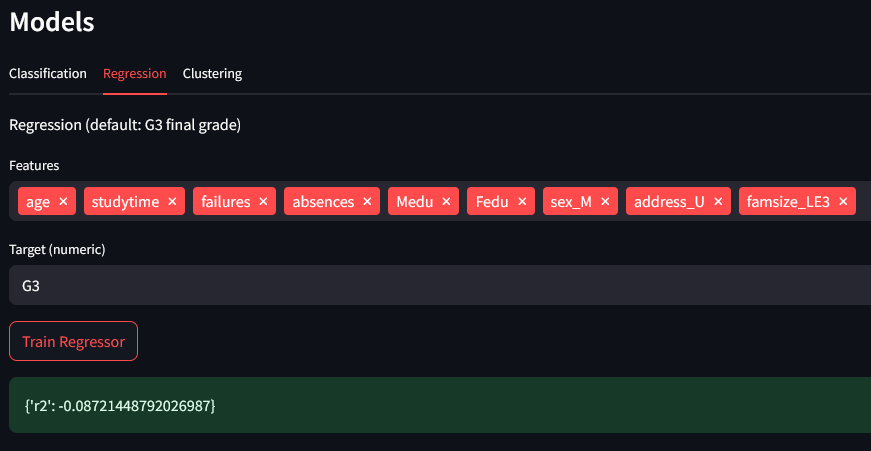 Models
Classification Regression Clustering
Regression (default: G3 final grade)
Features
age × studytime × failures × absences × Medu × Fedu × sex_M × address_U × famsize_LE3 ×
Target (numeric)
G3
Train Regressor
{'r2': -0.08721448792026987}